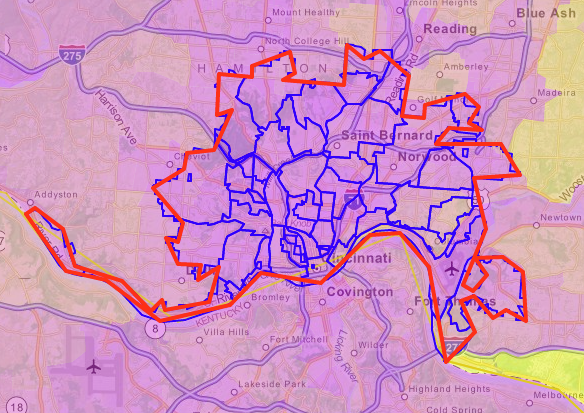 Lincoln Heights
Blue Ash
Mount Healthy
Reading
North College Hill
275
HAMILTON
Amberley
Reading Rd
Madeira
Harrison Ave
Golf M
Saint Bernard
Norwood
Cheviot
Addyston
Newtown
Cincinnati
Covington
Bromley
KENTUCKY
Fort Thomas
8
Villa Hills
Fort Mitchell
Wilder
Licking River
Lakeside Park
Highland Heights
Melbourne
Cold Spring
18